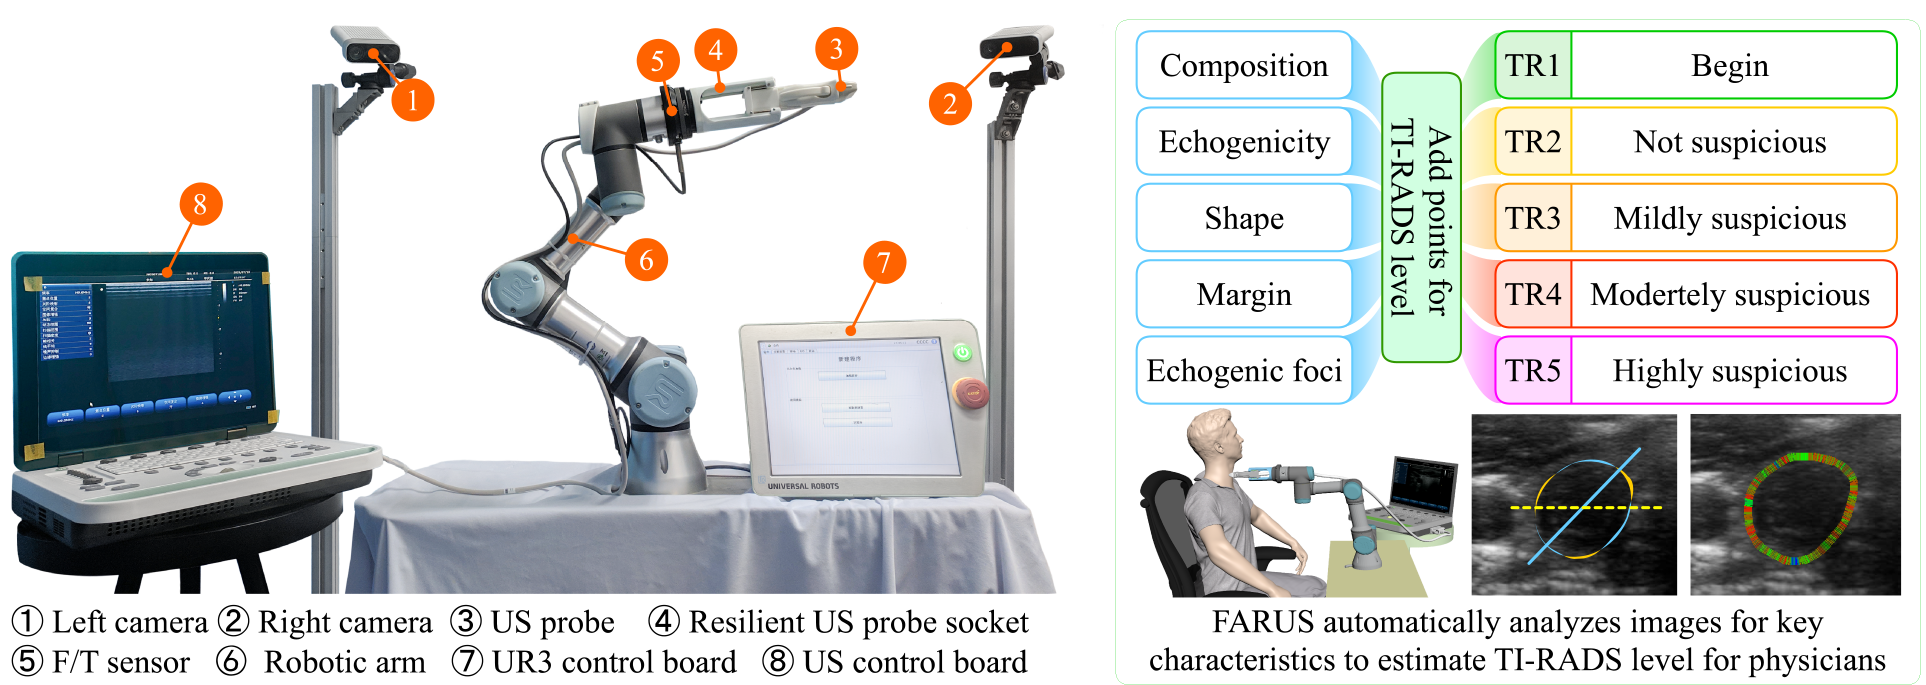 1
2
3
4
5
6
7
8
UNIVERSAL ROBOTS
① Left camera ② Right camera ③ US probe ④ Resilient US probe socket
⑤ F/T sensor ⑥ Robotic arm ⑦ UR3 control board ⑧ US control board
Composition
Echogenicity
Shape
Margin
Echogenic foci
Add points for
TI-RADS level
TR1 Begin
TR2 Not suspicious
TR3 Mildly suspicious
TR4 Modertely suspicious
TR5 Highly suspicious
FARUS automatically analyzes images for key
characteristics to estimate TI-RADS level for physicians